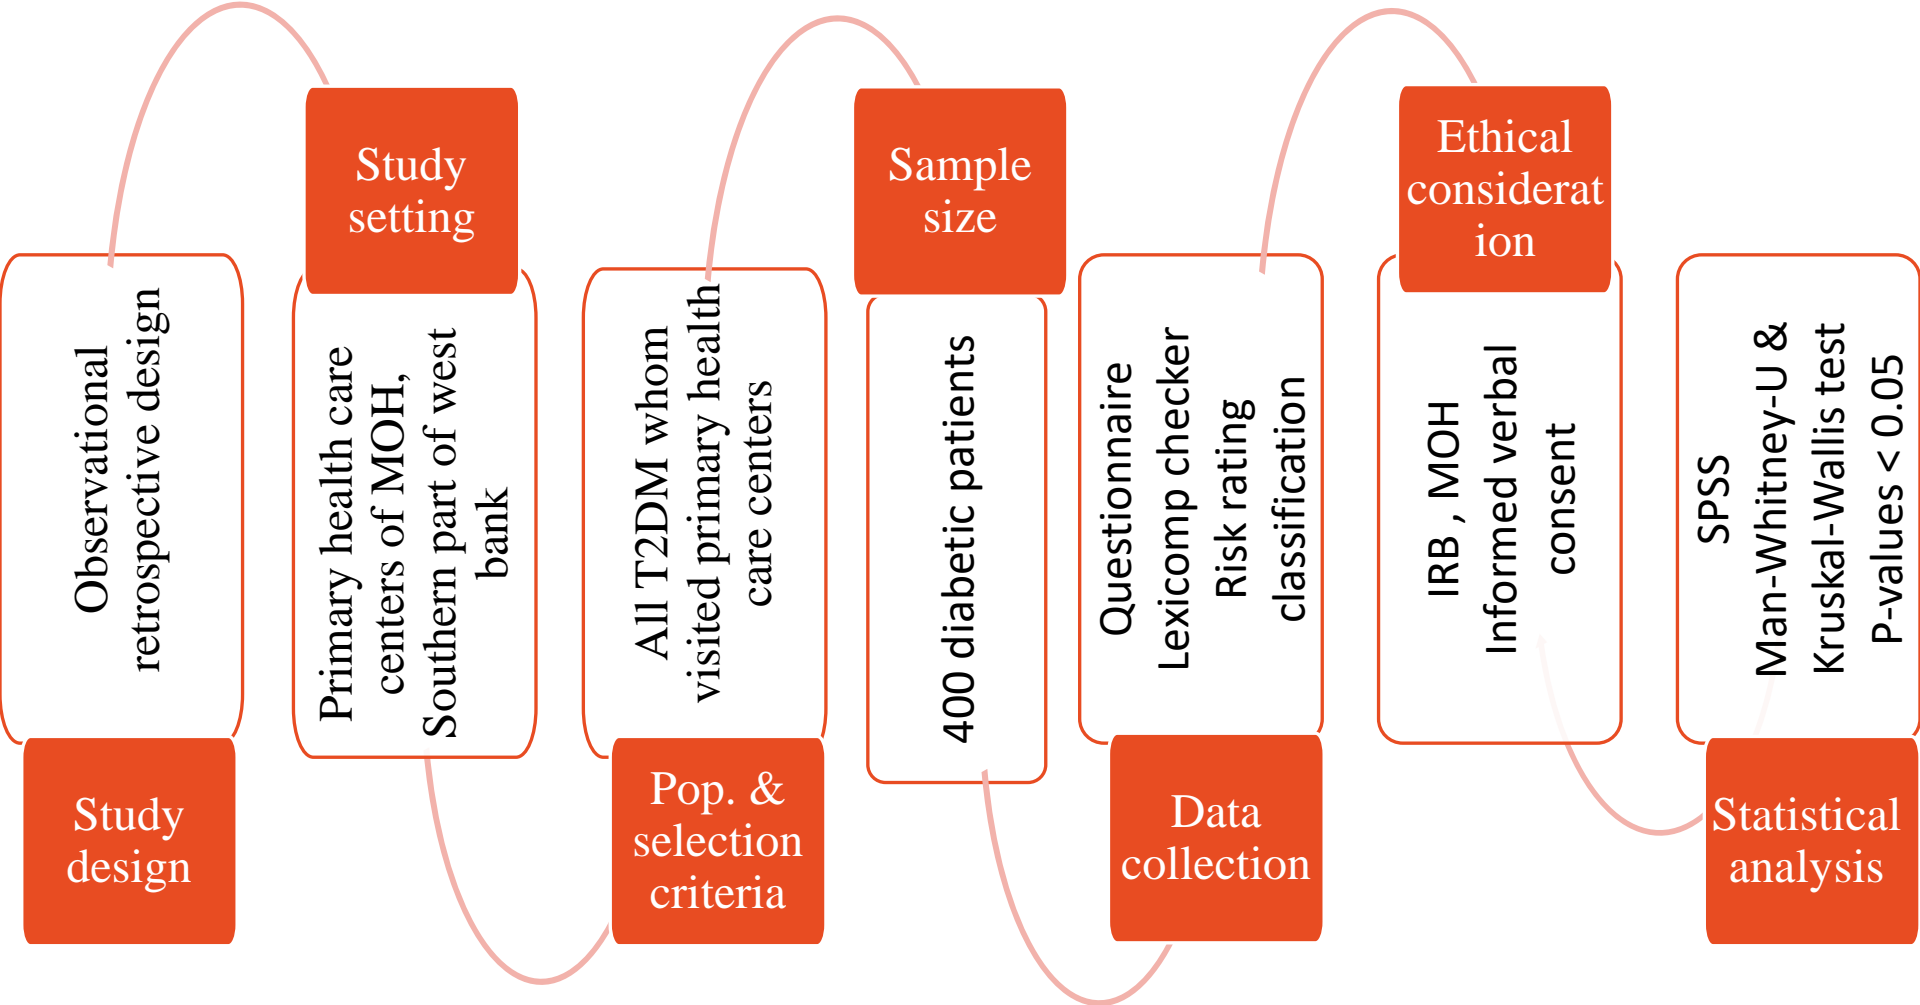 Observational
retrospective design
Study
design
Study
setting
Primary health care
centers of MOH,
Southern part of west
bank
All T2DM whom
visited primary health
care centers
Pop. &
selection
criteria
Sample
size
400 diabetic patients
Questionnaire
Lexicomp checker
Risk rating
classification
Data
collection
Ethical
considerat
ion
IRB , MOH
Informed verbal
consent
SPSS
Man-Whitney-U &
Kruskal-Wallis test
P-values < 0.05
Statistical
analysis